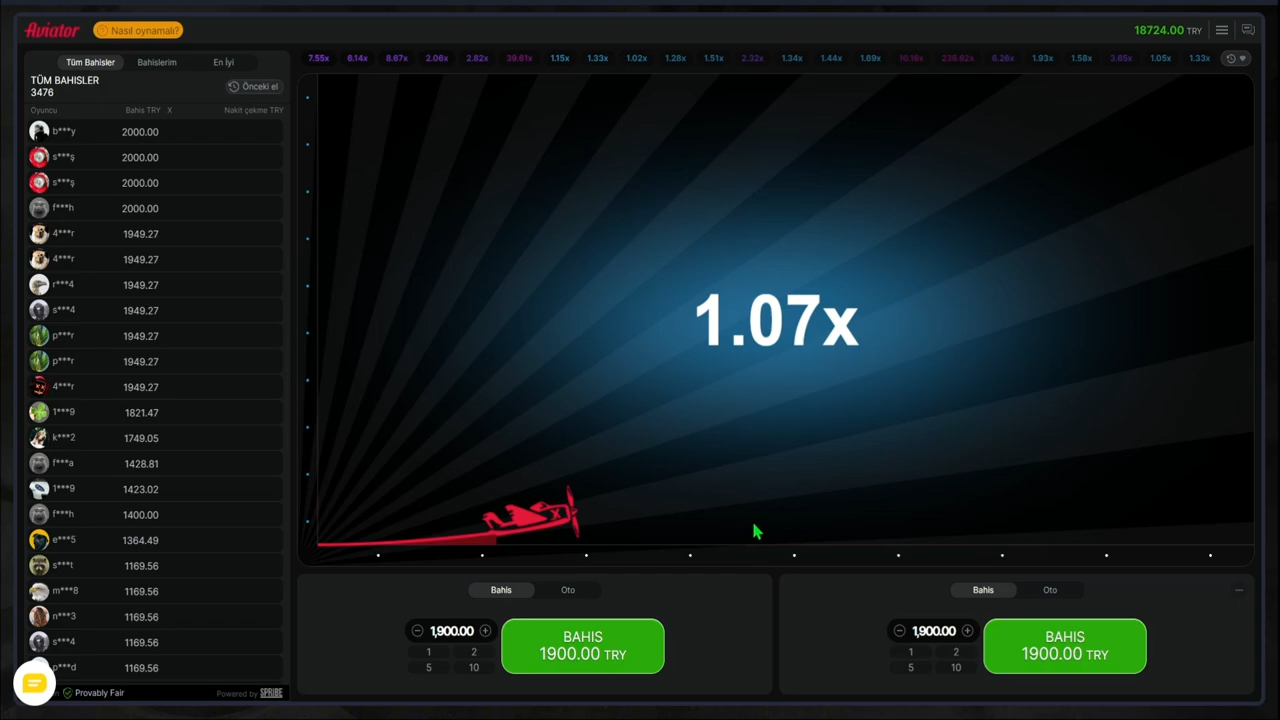 Aviator
Nasıl oynamalı?
18724.00 TRY
Tüm Bahisler Bahislerim En İyi
7.55x 6.14x 8.67x 2.06x 2.82x 39.61x 1.15x 1.33x 1.02x 1.28x 1.51x 2.32x 1.34x 1.44x 1.69x 6.26x 1.93x 1.58x 3.65x 1.05x 1.33x
TÜM BAHISLER
3476
Önceki el
Oyuncu Bahis TRY X Nakit çekme TRY
b***y 2000.00
s***ş 2000.00
s***ş 2000.00
f***h 2000.00
4***r 1949.27
4***r 1949.27
r***4 1949.27
s***4 1949.27
p***r 1949.27
p***r 1949.27
4***r 1949.27
1***9 1821.47
k***2 1749.05
f***a 1428.81
1***9 1423.02
f***h 1400.00
e***5 1364.49
s***t 1169.56
m***8 1169.56
n***3 1169.56
s***4 1169.56
p***d 1169.56
Provably Fair
Powered by SPRIBE
1.07x
X
Bahis Oto
1,900.00
1 2
5 10
BAHIS
1900.00 TRY
Bahis Oto
1,900.00
1 2
5 10
BAHIS
1900.00 TRY